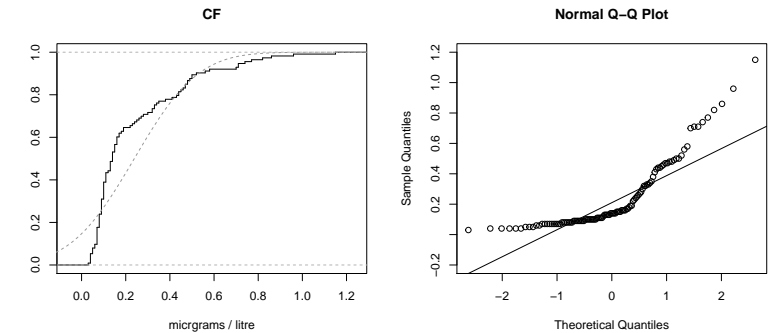 CF
0.0 0.2 0.4 0.6 0.8 1.0
0.0 0.2 0.4 0.6 0.8 1.0 1.2
micrgrams / litre
Normal Q−Q Plot
Sample Quantiles
−0.2 0.2 0.4 0.6 0.8 1.0 1.2
−2 −1 0 1 2
Theoretical Quantiles